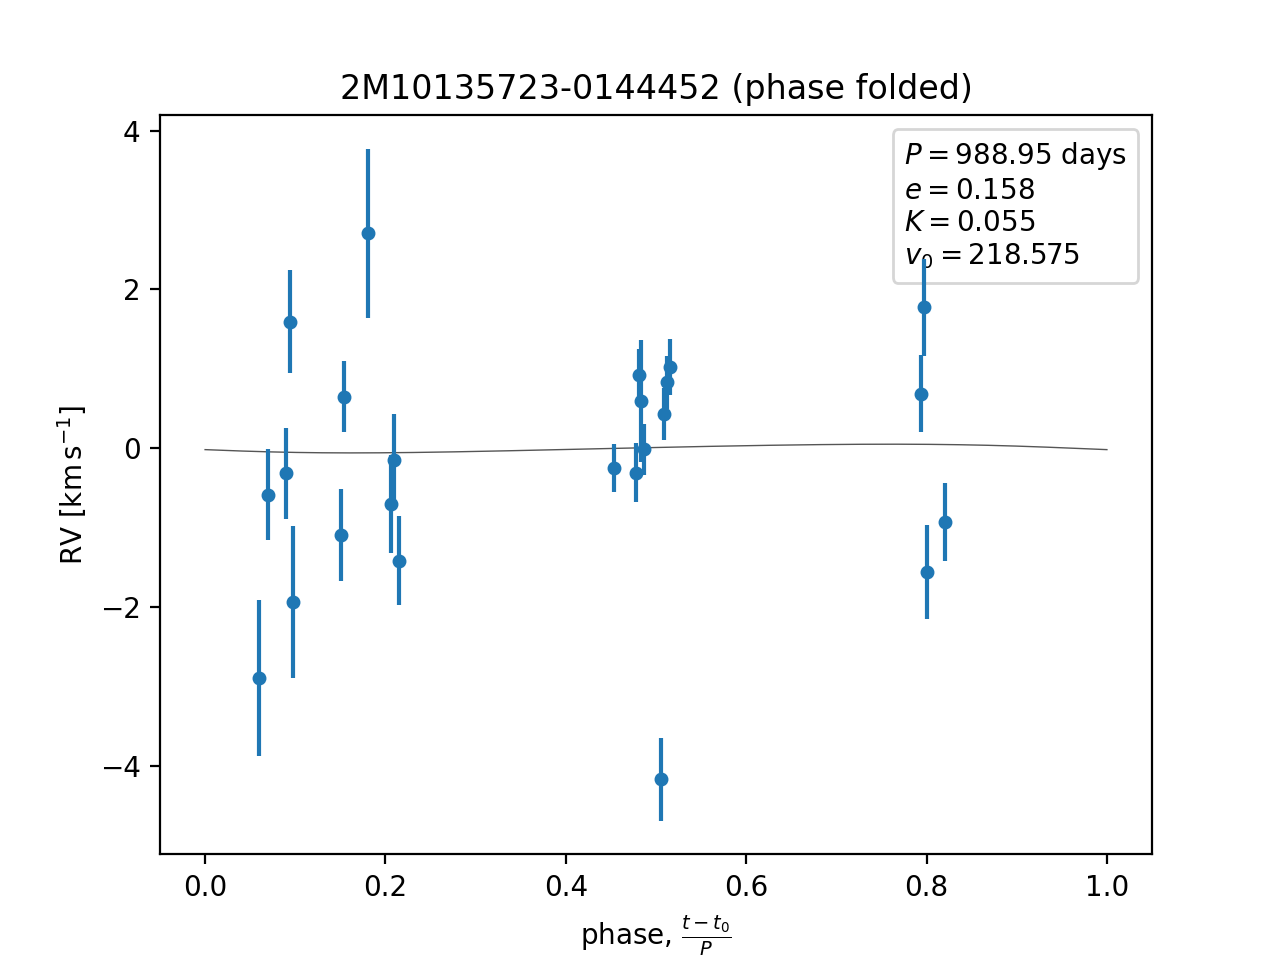 2M10135723-0144452 (phase folded)
P = 988.95 days
e = 0.158
K = 0.055
v₀ = 218.575
4
2
0
−2
−4
RV [km s⁻¹]
0.0 0.2 0.4 0.6 0.8 1.0
phase, (t − t₀)/P